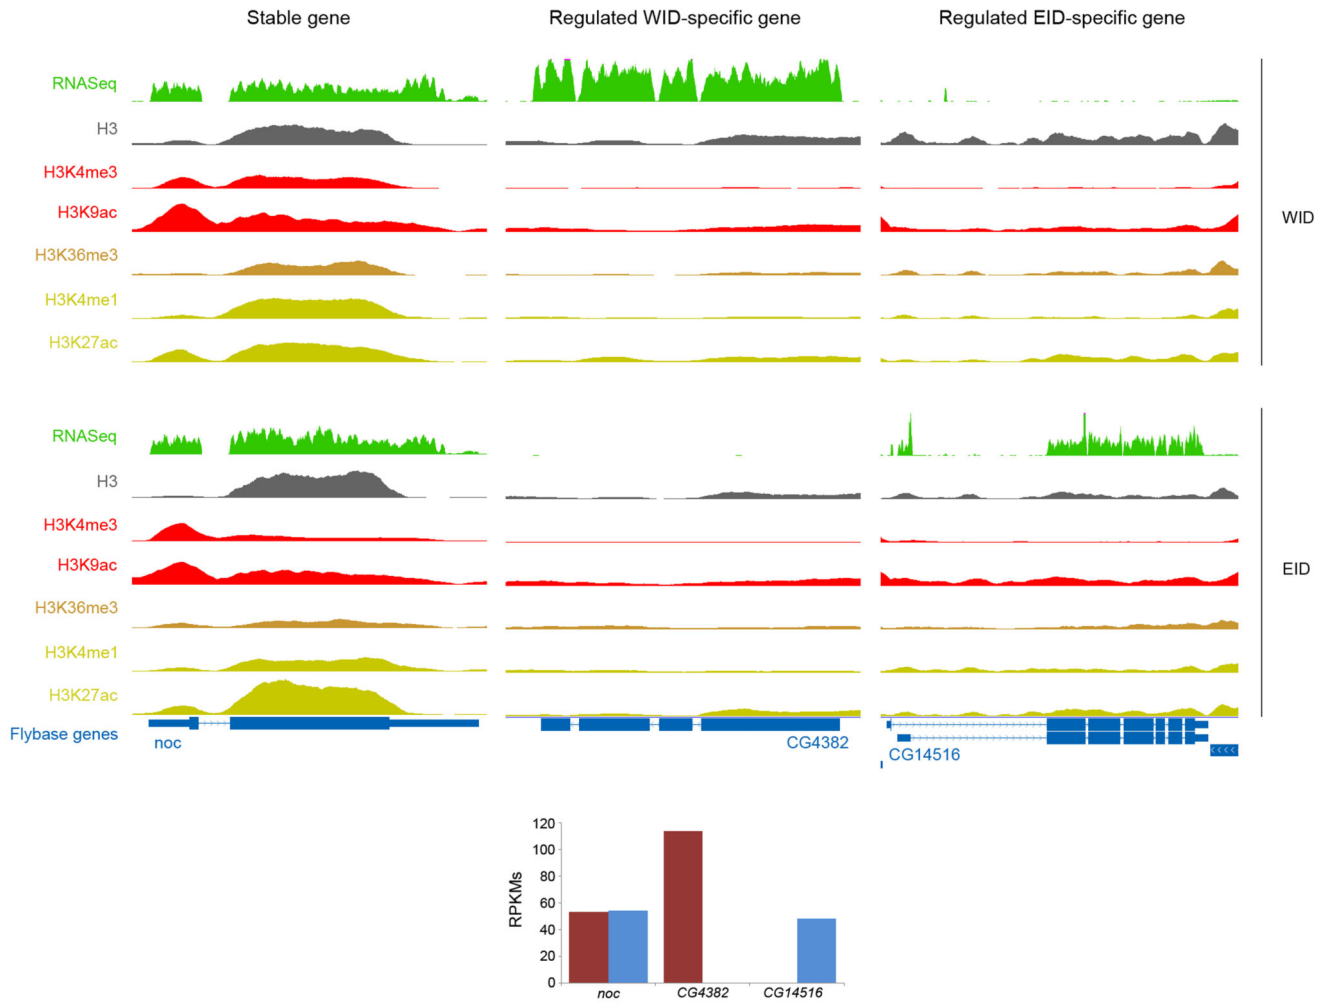 Stable gene
Regulated WID-specific gene
Regulated EID-specific gene
RNASeq
H3
H3K4me3
H3K9ac
WID
H3K36me3
H3K4me1
H3K27ac
RNASeq
H3
H3K4me3
H3K9ac
EID
H3K36me3
H3K4me1
H3K27ac
Flybase genes
noc
CG4382
CG14516
120
100
80
60
40
20
0
RPKMs
noc
CG4382
CG14516